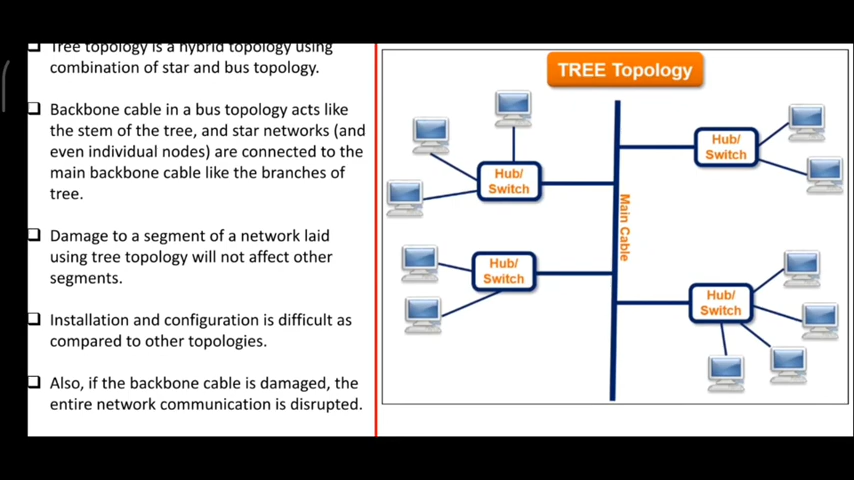 Tree topology is a hybrid topology using
combination of star and bus topology.
Backbone cable in a bus topology acts like
the stem of the tree, and star networks (and
even individual nodes) are connected to the
main backbone cable like the branches of
tree.
Damage to a segment of a network laid
using tree topology will not affect other
segments.
Installation and configuration is difficult as
compared to other topologies.
Also, if the backbone cable is damaged, the
entire network communication is disrupted.
TREE Topology
Hub/
Switch
Hub/
Switch
Main Cable
Hub/
Switch
Hub/
Switch